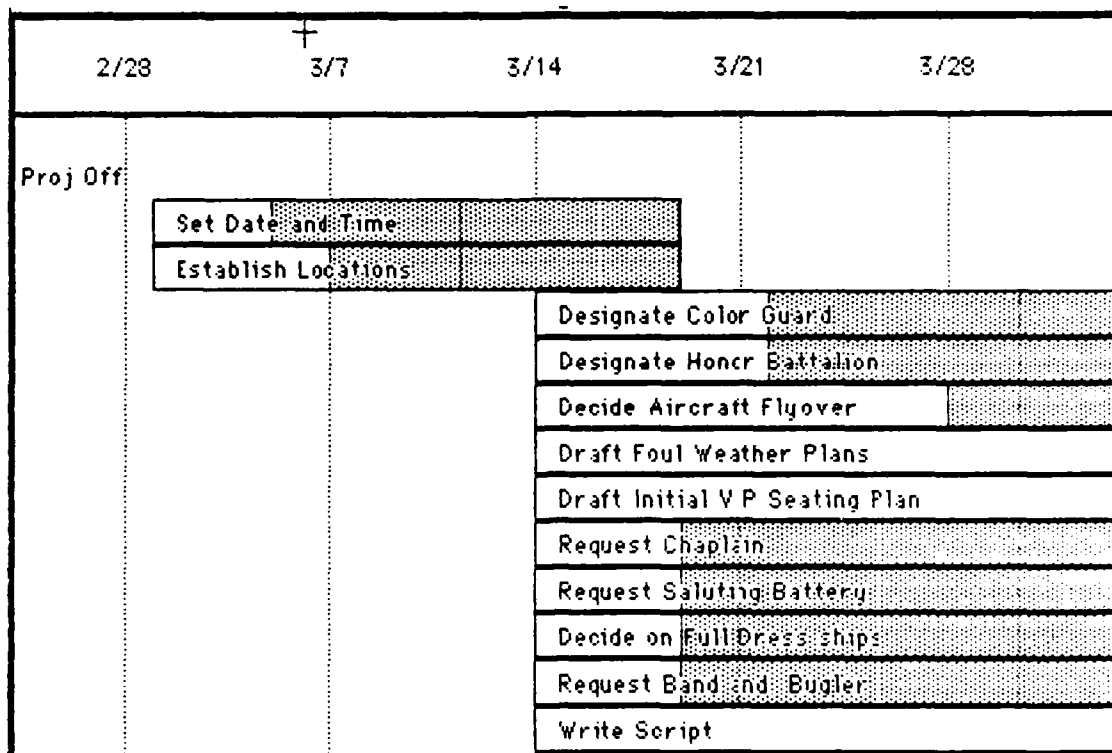 2/28 3/7 3/14 3/21 3/28
Proj Off
Set Date and Time
Establish Locations
Designate Color Guard
Designate Honor Battalion
Decide Aircraft Flyover
Draft Foul Weather Plans
Draft Initial V P Seating Plan
Request Chaplain
Request Saluting Battery
Decide on Full Dress ships
Request Band and Bugler
Write Script